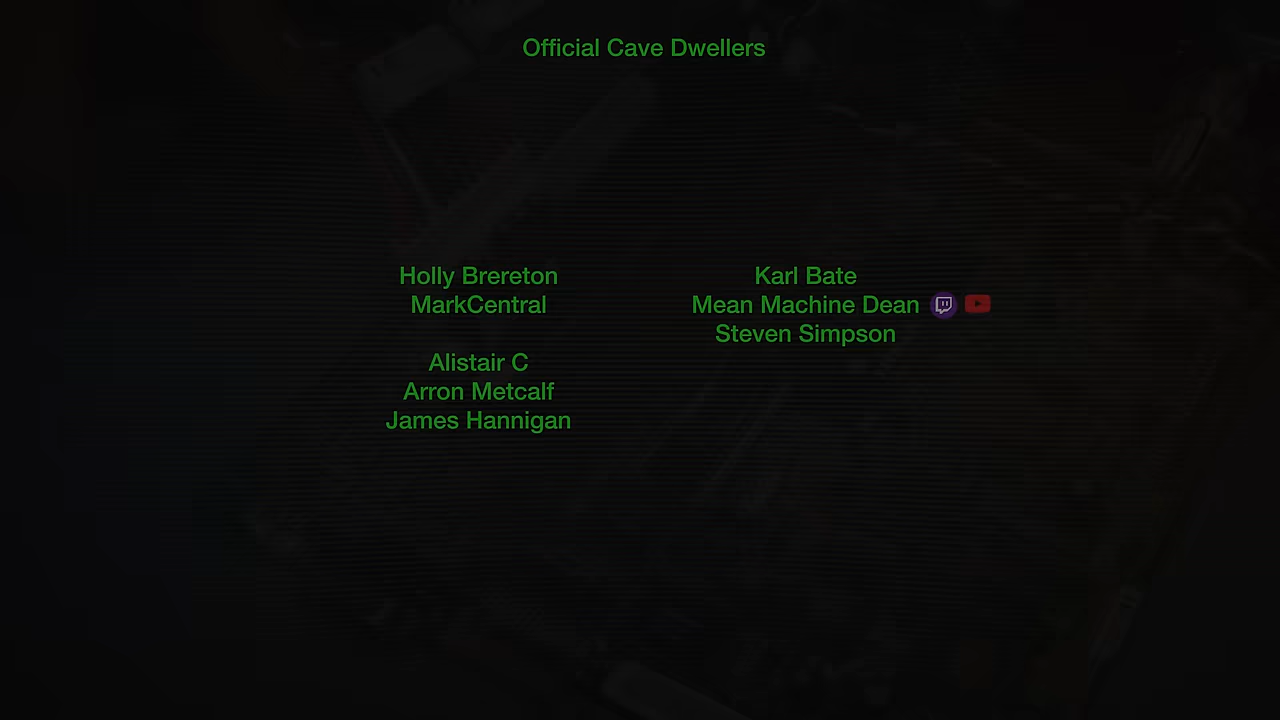 Official Cave Dwellers
Holly Brereton
MarkCentral
Alistair C
Arron Metcalf
James Hannigan
Karl Bate
Mean Machine Dean
Steven Simpson